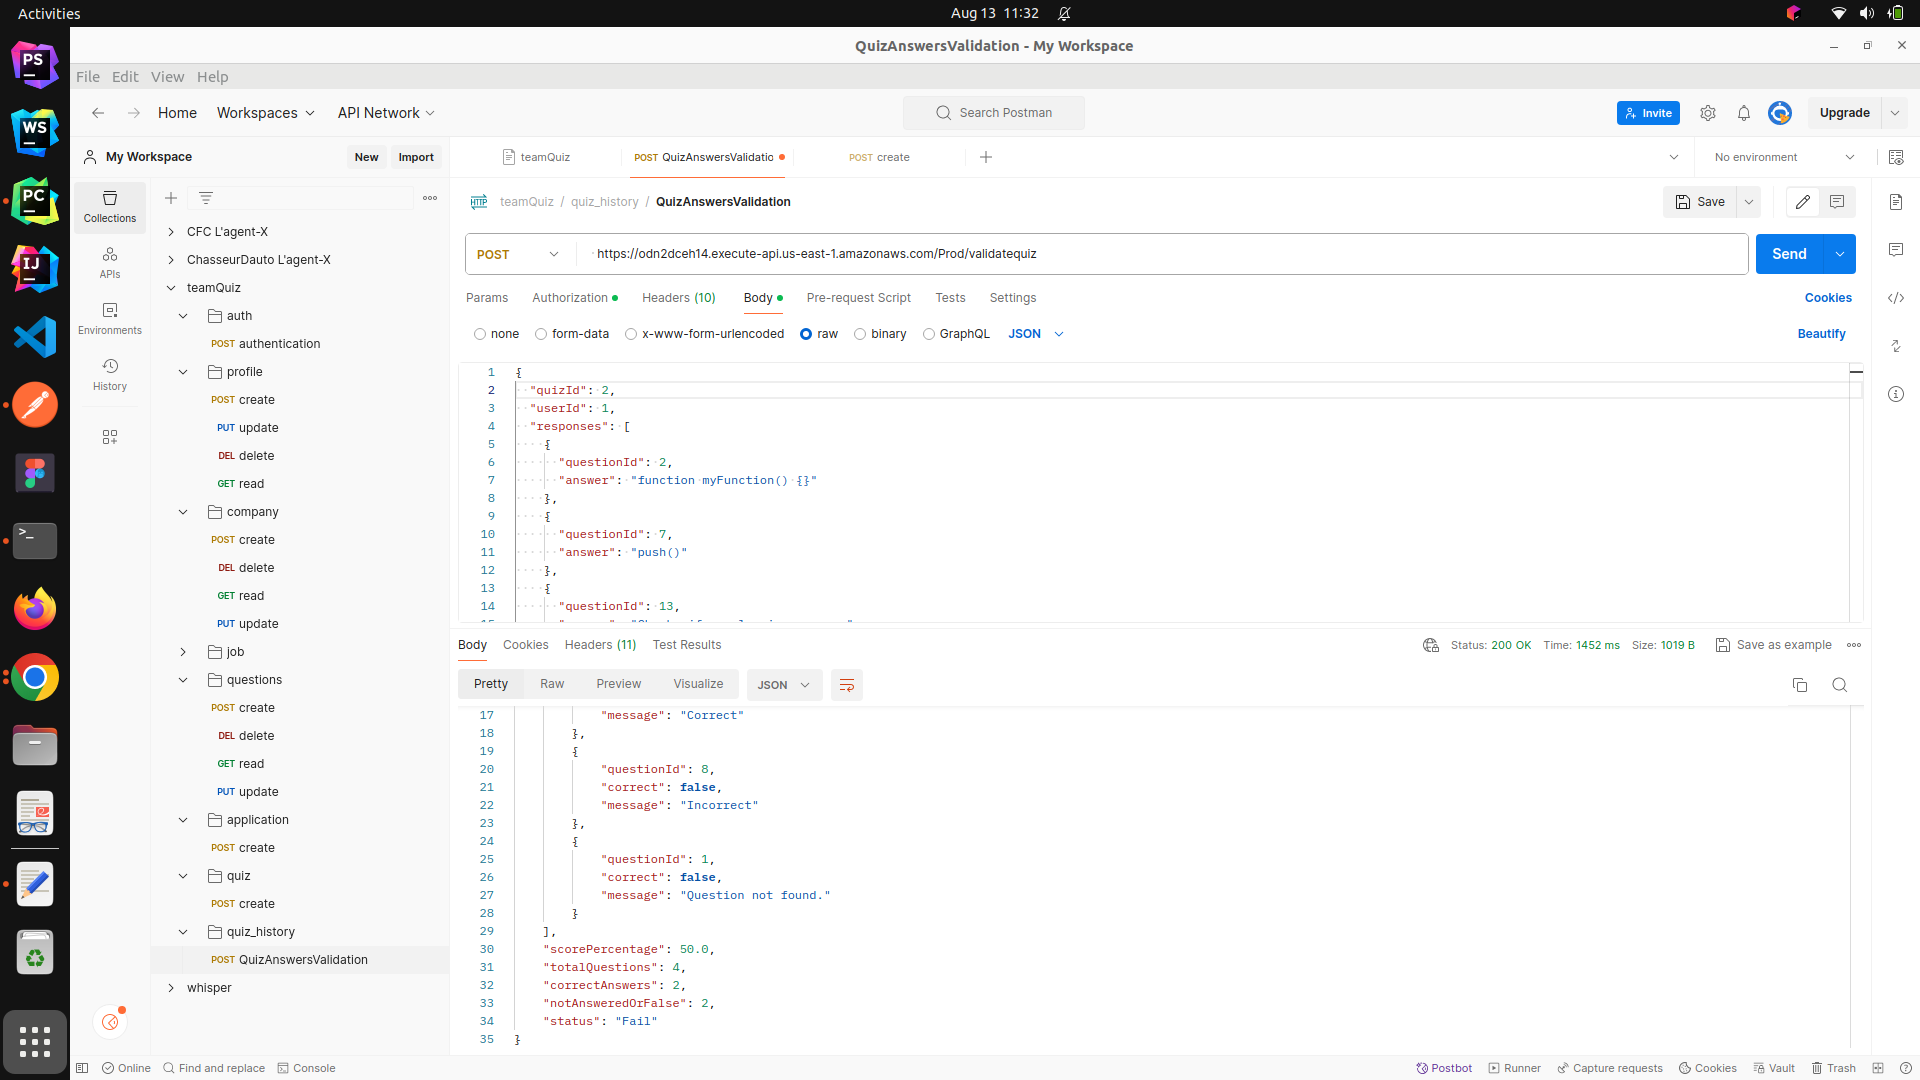 Activities
Aug 13 11:32
QuizAnswersValidation - My Workspace
File Edit View Help
Home Workspaces API Network
Search Postman
Invite
Upgrade
My Workspace
New Import
teamQuiz
POST QuizAnswersValidatio
POST create
No environment
Collections
APIs
Environments
History
CFC L'agent-X
ChasseurDauto L'agent-X
teamQuiz
auth
POST authentication
profile
POST create
PUT update
DEL delete
GET read
company
POST create
DEL delete
GET read
PUT update
job
questions
POST create
DEL delete
GET read
PUT update
application
POST create
quiz
POST create
quiz_history
POST QuizAnswersValidation
whisper
HTTP teamQuiz / quiz_history / QuizAnswersValidation
Save
POST https://odn2dceh14.execute-api.us-east-1.amazonaws.com/Prod/validatequiz
Send
Params Authorization Headers (10) Body Pre-request Script Tests Settings
Cookies
none form-data x-www-form-urlencoded raw binary GraphQL JSON
Beautify
1 {
2 "quizId": 2,
3 "userId": 1,
4 "responses": [
5 {
6 "questionId": 2,
7 "answer": "function myFunction() {}"
8 },
9 {
10 "questionId": 7,
11 "answer": "push()"
12 },
13 {
14 "questionId": 13,
Body Cookies Headers (11) Test Results
Status: 200 OK Time: 1452 ms Size: 1019 B Save as example
Pretty Raw Preview Visualize JSON
17 "message": "Correct"
18 },
19 {
20 "questionId": 8,
21 "correct": false,
22 "message": "Incorrect"
23 },
24 {
25 "questionId": 1,
26 "correct": false,
27 "message": "Question not found."
28 }
29 ],
30 "scorePercentage": 50.0,
31 "totalQuestions": 4,
32 "correctAnswers": 2,
33 "notAnsweredOrFalse": 2,
34 "status": "Fail"
35 }
Online Find and replace Console
Postbot Runner Capture requests Cookies Vault Trash
PS
WS
PC
IJ